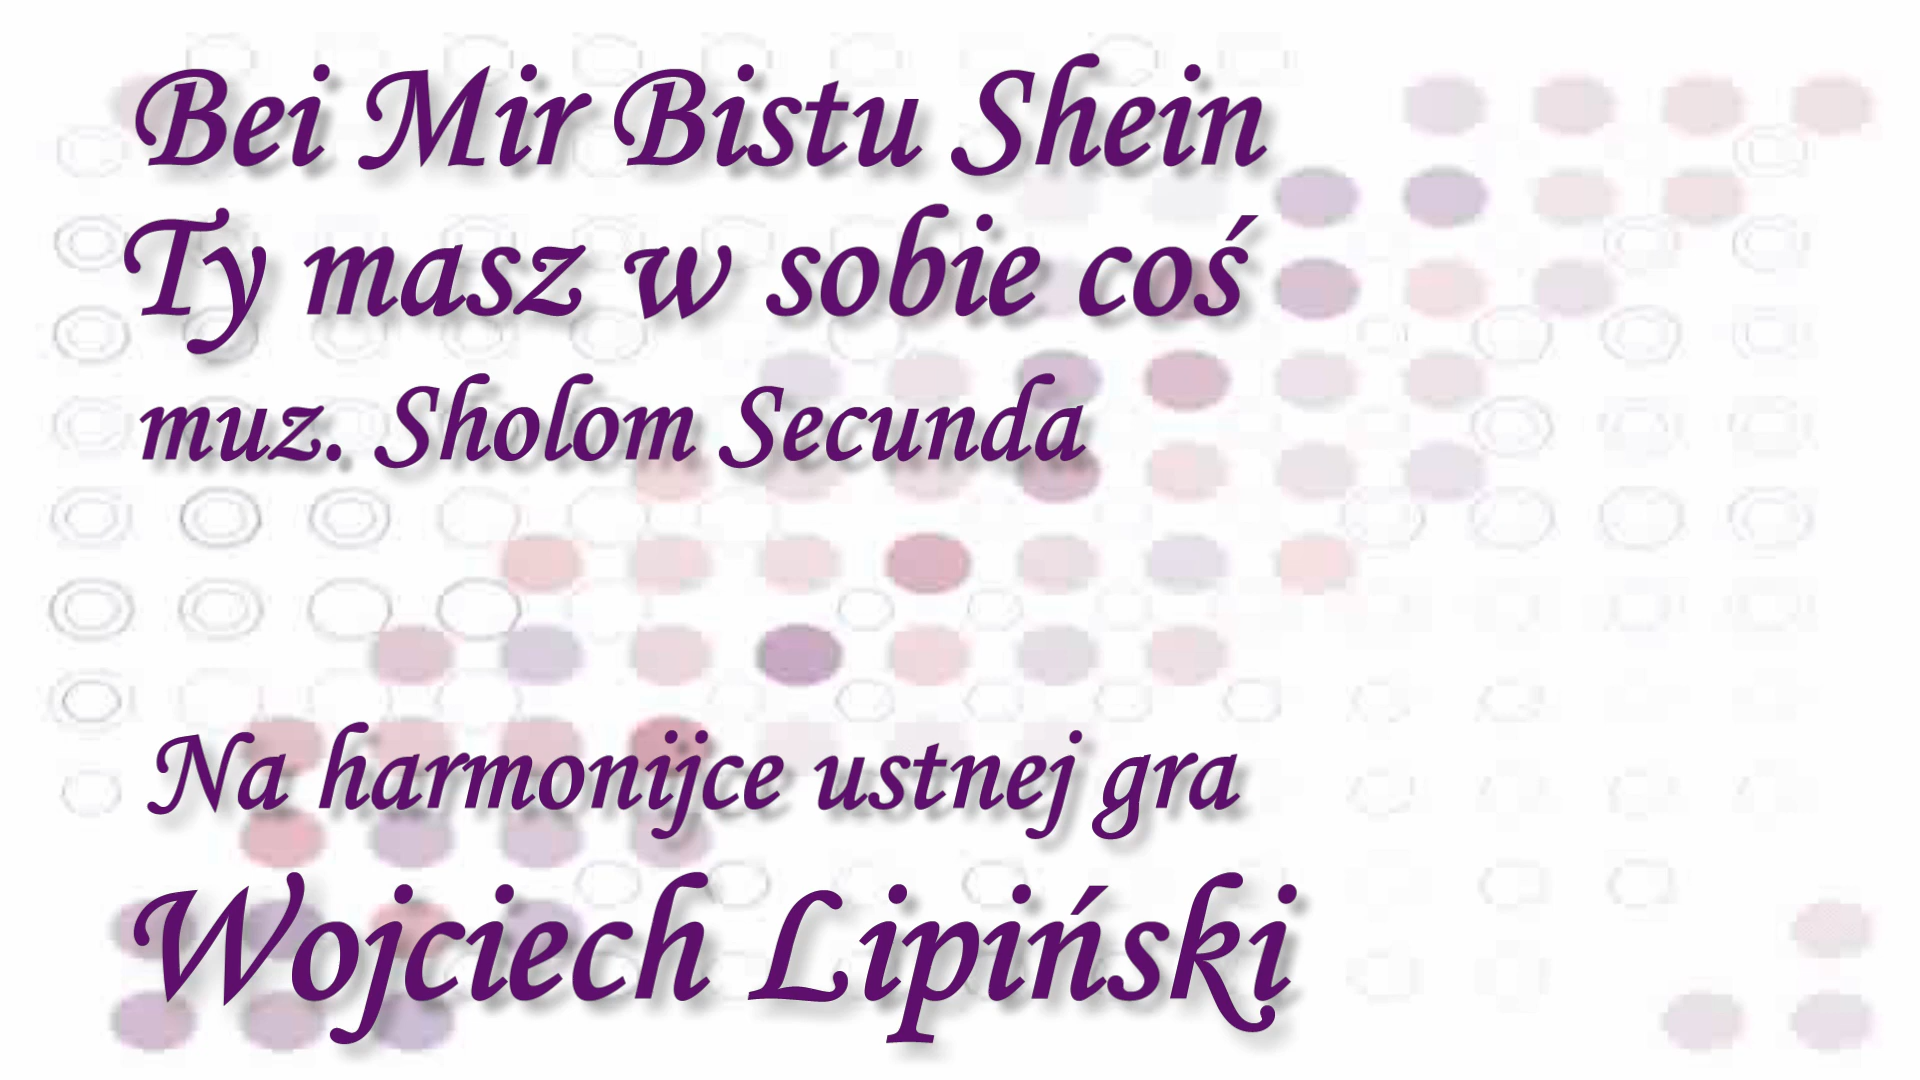 Bei Mir Bistu Shein
Ty masz w sobie coś
muz. Sholom Secunda
Na harmonijce ustnej gra
Wojciech Lipiński